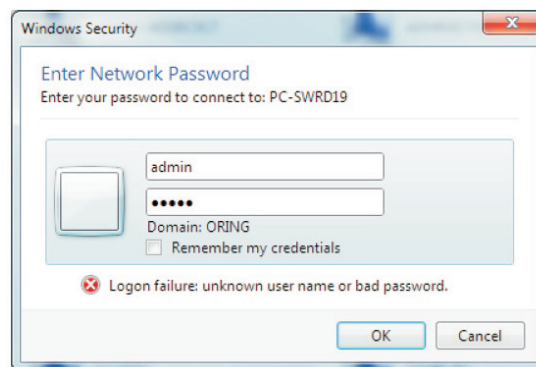 Windows Security
Enter Network Password
Enter your password to connect to: PC-SWRD19
admin
•••••
Domain: ORING
Remember my credentials
Logon failure: unknown user name or bad password.
OK
Cancel